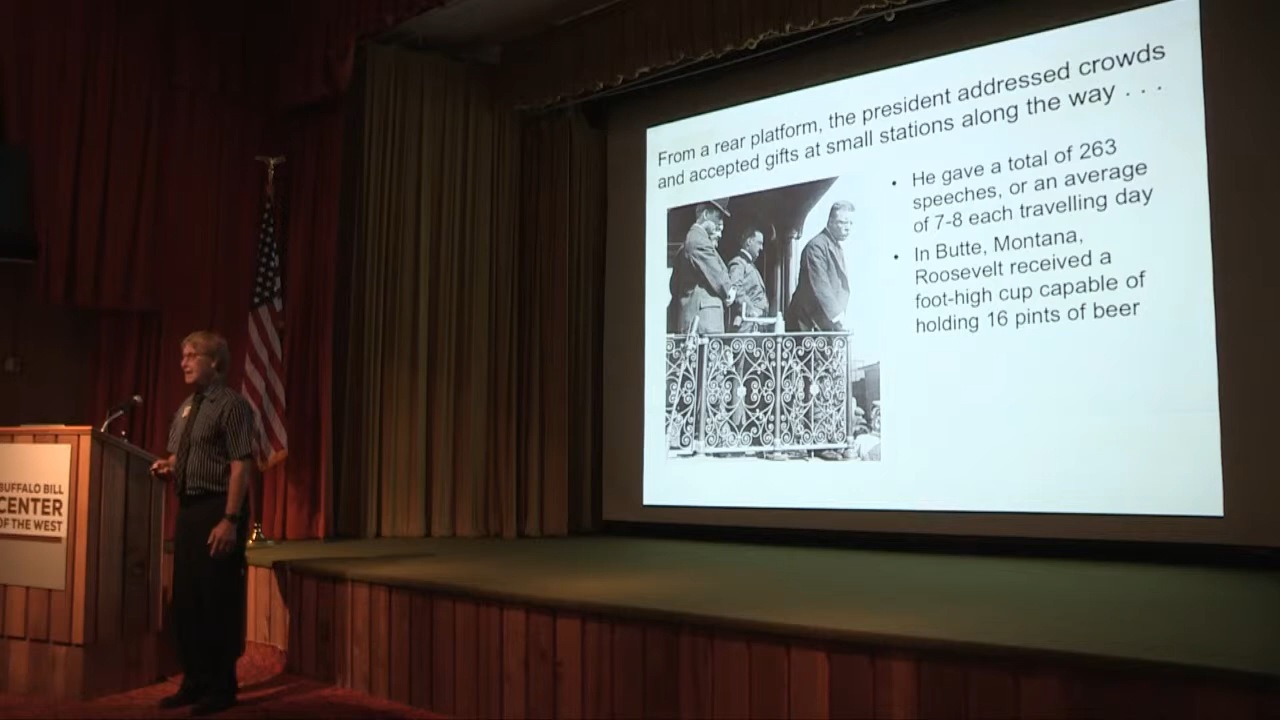 From a rear platform, the president addressed crowds
and accepted gifts at small stations along the way . . .
• He gave a total of 263
speeches, or an average
of 7-8 each travelling day
• In Butte, Montana,
Roosevelt received a
foot-high cup capable of
holding 16 pints of beer
BUFFALO BILL
CENTER
OF THE WEST